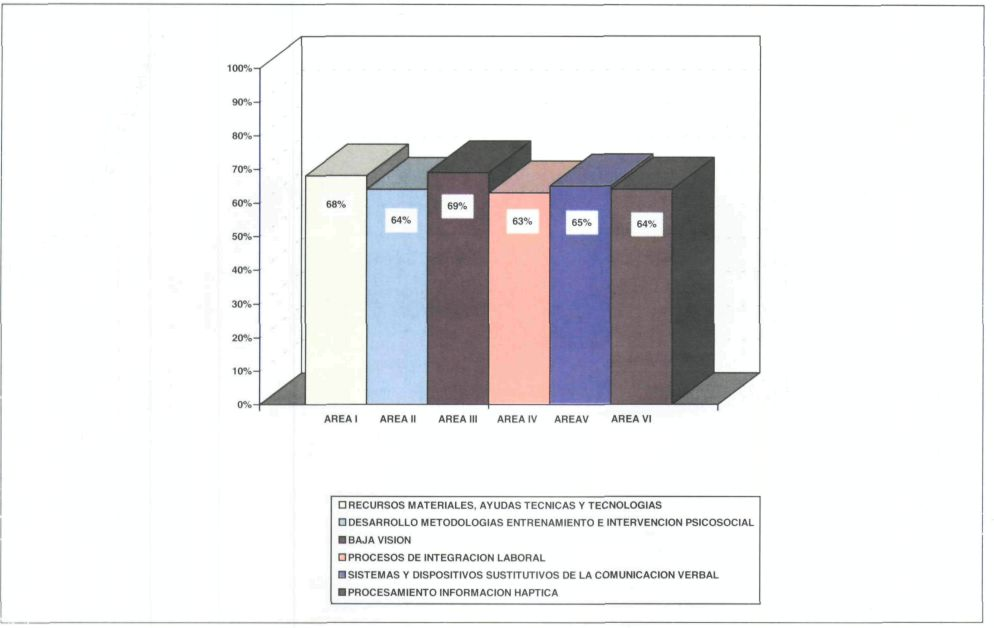 100%
90%
80%
70%
60%
50%
40%
30%
20%
10%
0%
68%
64%
69%
63%
65%
64%
AREA I AREA II AREA III AREA IV AREAV AREA VI
RECURSOS MATERIALES, AYUDAS TECNICAS Y TECNOLOGIAS
DESARROLLO METODOLOGIAS ENTRENAMIENTO E INTERVENCION PSICOSOCIAL
BAJA VISION
PROCESOS DE INTEGRACION LABORAL
SISTEMAS Y DISPOSITIVOS SUSTITUTIVOS DE LA COMUNICACION VERBAL
PROCESAMIENTO INFORMACION HAPTICA